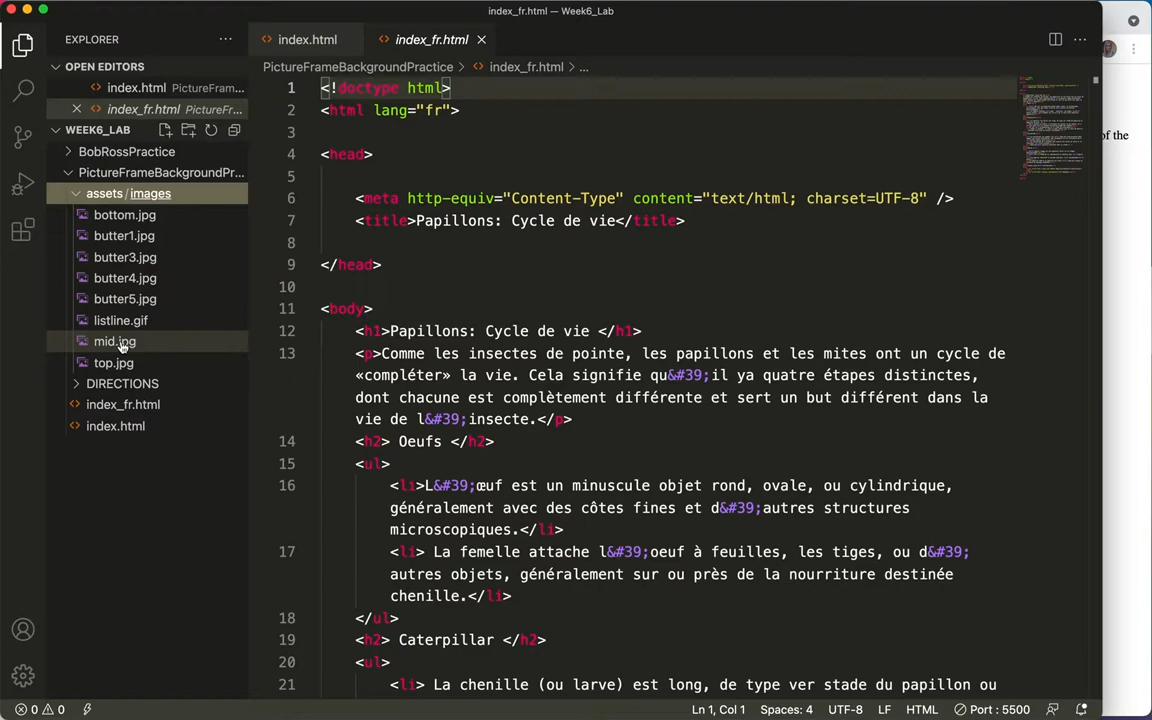 index_fr.html — Week6_Lab
EXPLORER
index.html
index_fr.html
OPEN EDITORS
PictureFrameBackgroundPractice > index_fr.html > ...
index.html PictureFram...
index_fr.html PictureFr...
WEEK6_LAB
BobRossPractice
PictureFrameBackgroundPr...
assets / images
bottom.jpg
butter1.jpg
butter3.jpg
butter4.jpg
butter5.jpg
listline.gif
mid.jpg
top.jpg
DIRECTIONS
index_fr.html
index.html
1 <!doctype html>
2 <html lang="fr">
3
4 <head>
5
6 <meta http-equiv="Content-Type" content="text/html; charset=UTF-8" />
7 <title>Papillons: Cycle de vie</title>
8
9 </head>
10
11 <body>
12 <h1>Papillons: Cycle de vie </h1>
13 <p>Comme les insectes de pointe, les papillons et les mites ont un cycle de
«compléter» la vie. Cela signifie qu&#39;il ya quatre étapes distinctes,
dont chacune est complètement différente et sert un but différent dans la
vie de l&#39;insecte.</p>
14 <h2> Oeufs </h2>
15 <ul>
16 <li>L&#39;œuf est un minuscule objet rond, ovale, ou cylindrique,
généralement avec des côtes fines et d&#39;autres structures
microscopiques.</li>
17 <li> La femelle attache l&#39;oeuf à feuilles, les tiges, ou d&#39;
autres objets, généralement sur ou près de la nourriture destinée
chenille.</li>
18 </ul>
19 <h2> Caterpillar </h2>
20 <ul>
21 <li> La chenille (ou larve) est long, de type ver stade du papillon ou
of the
0 0
Ln 1, Col 1 Spaces: 4 UTF-8 LF HTML Port : 5500